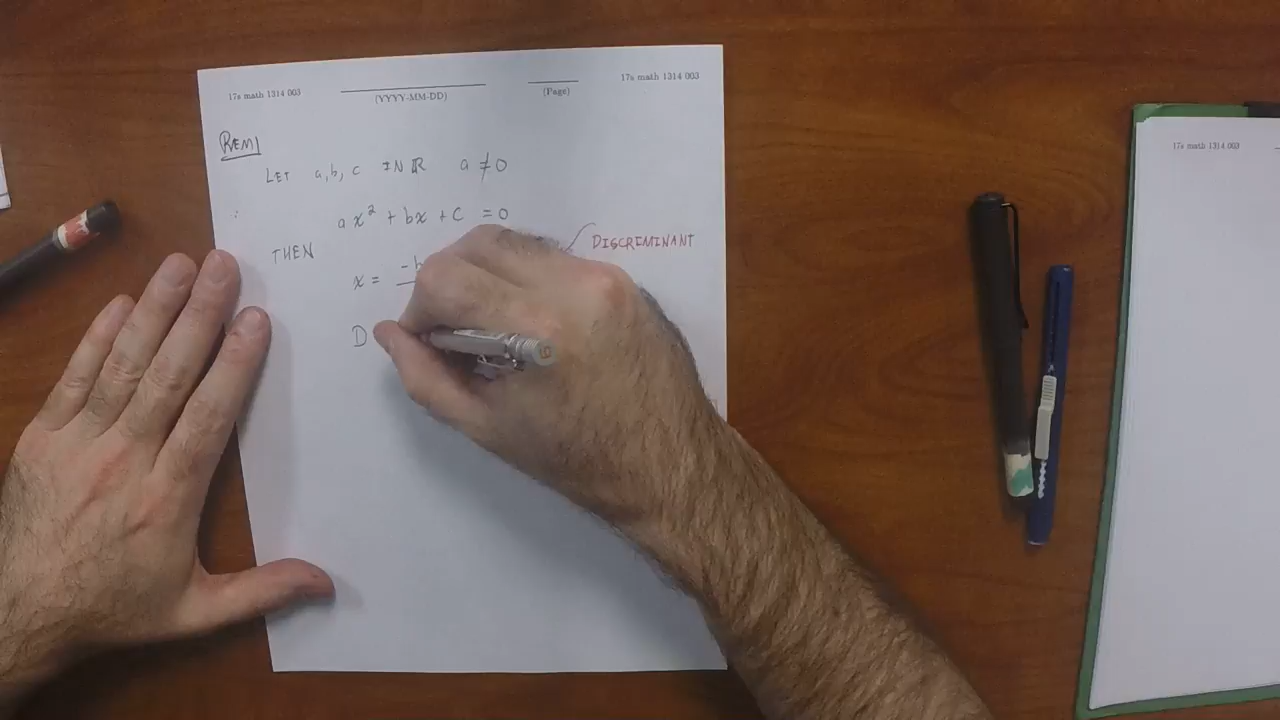 17s math 1314 003 (YYYY-MM-DD) (Page) 17s math 1314 003
REM
LET a, b, c IN ℝ a ≠ 0
ax² + bx + c = 0
THEN
DISCRIMINANT
x = -b
D
17s math 1314 003